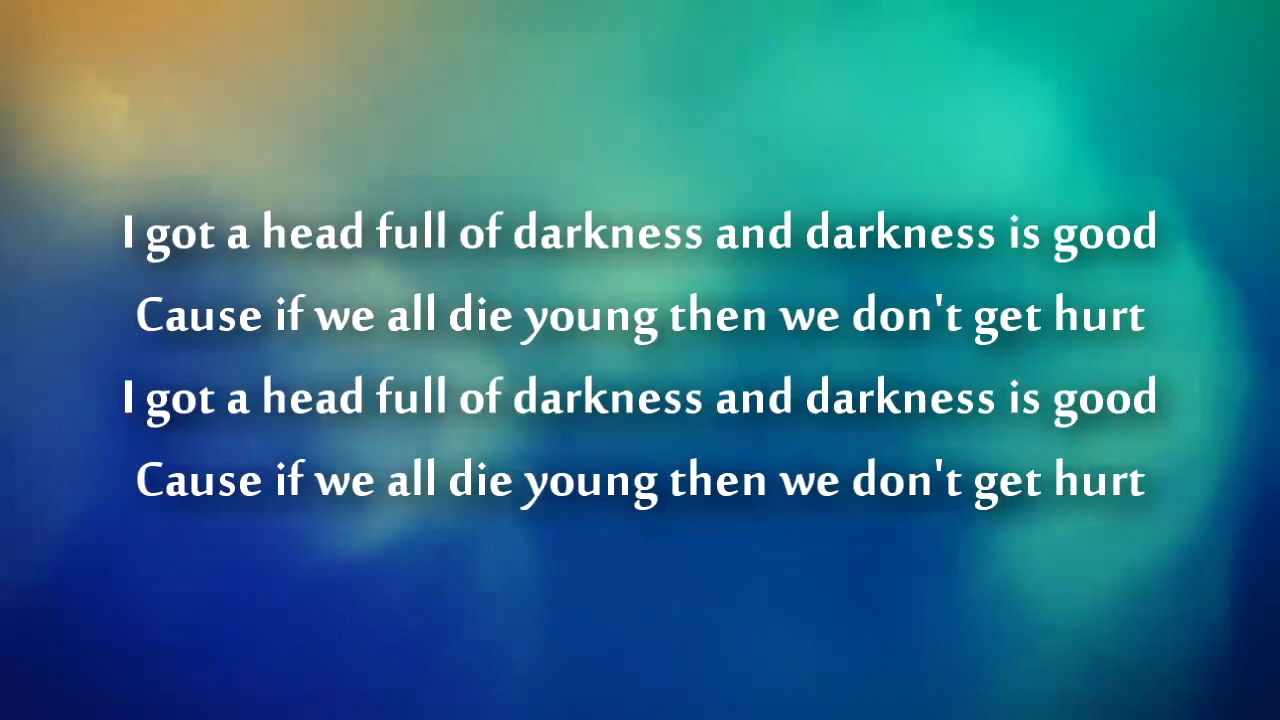 I got a head full of darkness and darkness is good
Cause if we all die young then we don't get hurt
I got a head full of darkness and darkness is good
Cause if we all die young then we don't get hurt